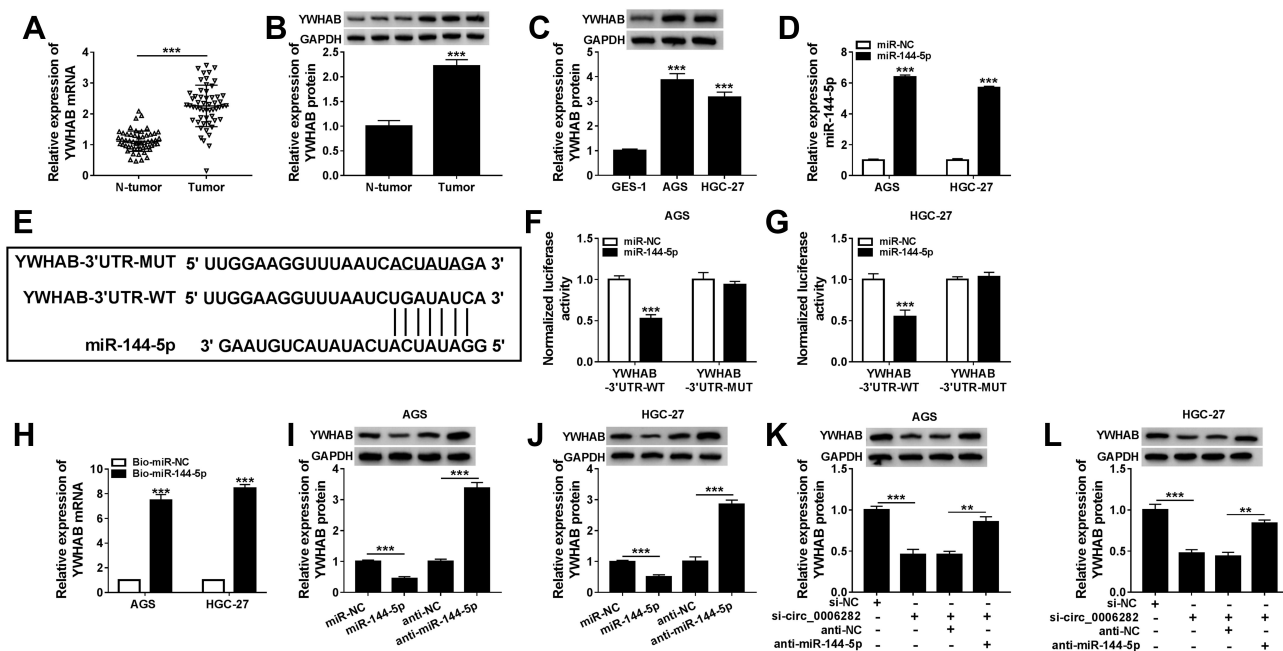 A
Relative expression of
YWHAB mRNA
4
3
2
1
0
***
N-tumor
Tumor
B
YWHAB
GAPDH
Relative expression of
YWHAB protein
2.5
2.0
1.5
1.0
0.5
0.0
***
N-tumor
Tumor
C
YWHAB
GAPDH
Relative expression of
YWHAB protein
5
4
3
2
1
0
***
***
GES-1
AGS
HGC-27
D
miR-NC
miR-144-5p
Relative expression of
miR-144-5p
8
6
4
2
0
***
***
AGS
HGC-27
E
YWHAB-3'UTR-MUT 5' UUGGAAGGUUUAAUCACUAUAGA 3'
YWHAB-3'UTR-WT 5' UUGGAAGGUUUAAUCUGAUAUCA 3'
miR-144-5p 3' GAAUGUCAUAUACUACUAUAGG 5'
F
AGS
miR-NC
miR-144-5p
Normalized luciferase
activity
1.5
1.0
0.5
0.0
***
YWHAB
-3'UTR-WT
YWHAB
-3'UTR-MUT
G
HGC-27
miR-NC
miR-144-5p
Normalized luciferase
activity
1.5
1.0
0.5
0.0
***
YWHAB
-3'UTR-WT
YWHAB
-3'UTR-MUT
H
Bio-miR-NC
Bio-miR-144-5p
Relative expression of
YWHAB mRNA
10
8
6
4
2
0
***
***
AGS
HGC-27
I
AGS
YWHAB
GAPDH
Relative expression of
YWHAB protein
4
3
2
1
0
***
***
miR-NC
miR-144-5p
anti-NC
anti-miR-144-5p
J
HGC-27
YWHAB
GAPDH
Relative expression of
YWHAB protein
4
3
2
1
0
***
***
miR-NC
miR-144-5p
anti-NC
anti-miR-144-5p
K
AGS
YWHAB
GAPDH
Relative expression of
YWHAB protein
1.5
1.0
0.5
0.0
***
**
si-NC + - - -
si-circ_0006282 - + + +
anti-NC - - + -
anti-miR-144-5p - - - +
L
HGC-27
YWHAB
GAPDH
Relative expression of
YWHAB protein
1.5
1.0
0.5
0.0
***
**
si-NC + - - -
si-circ_0006282 - + + +
anti-NC - - + -
anti-miR-144-5p - - - +